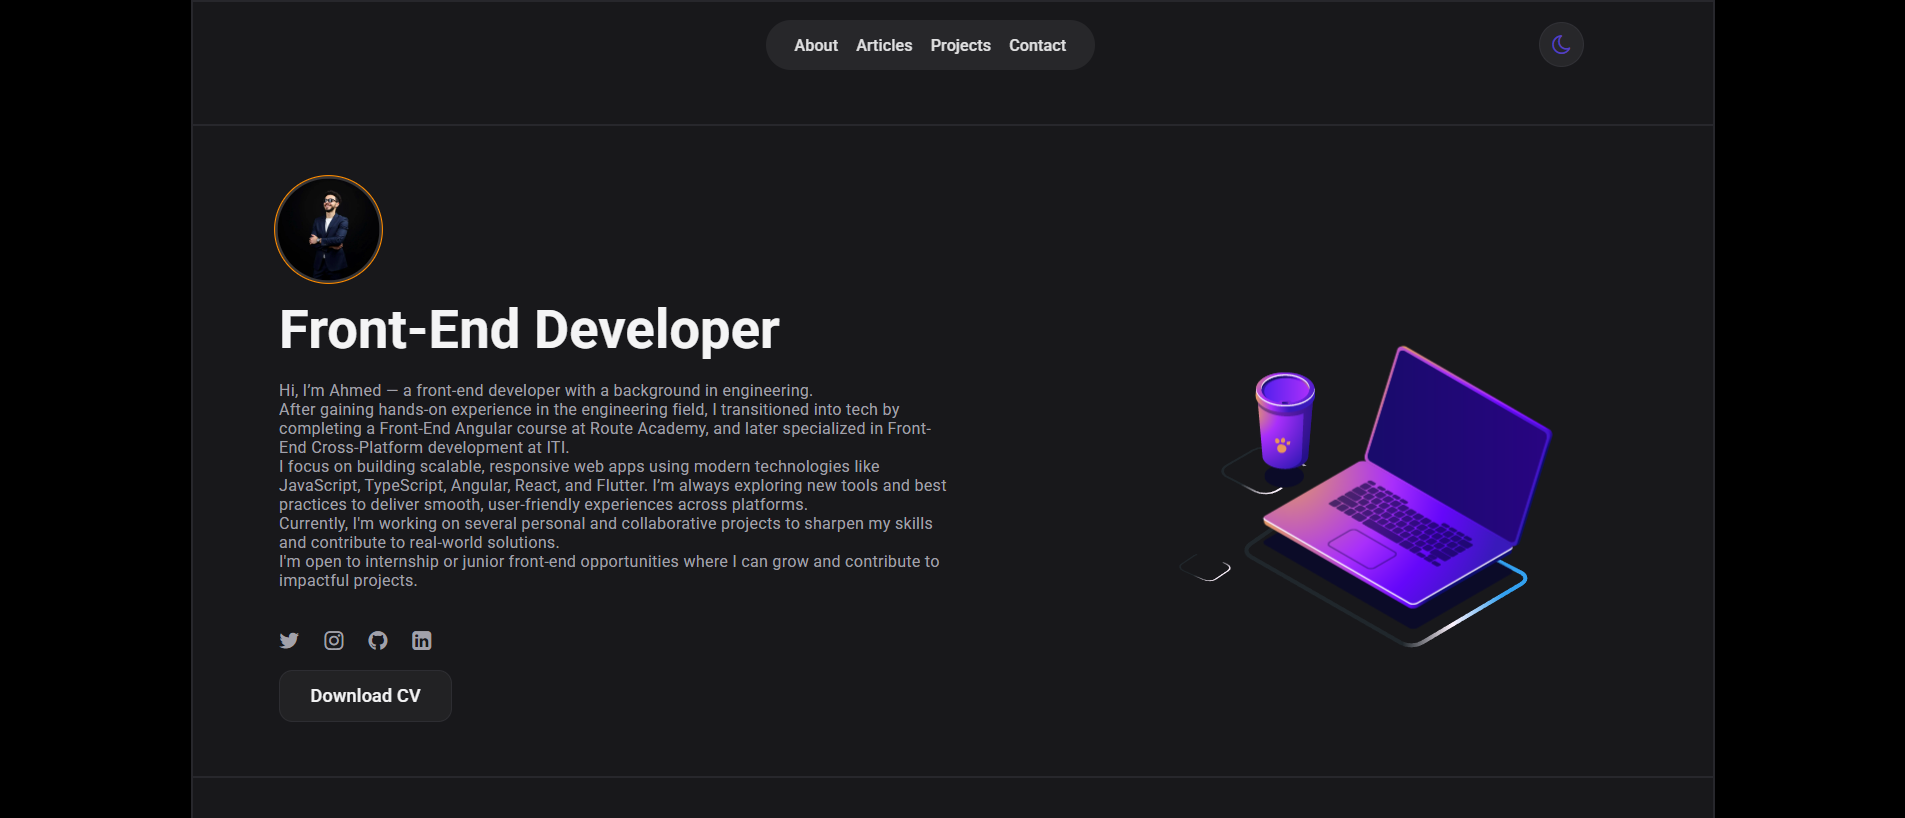 About Articles Projects Contact
Front-End Developer
Hi, I’m Ahmed — a front-end developer with a background in engineering.
After gaining hands-on experience in the engineering field, I transitioned into tech by
completing a Front-End Angular course at Route Academy, and later specialized in Front-
End Cross-Platform development at ITI.
I focus on building scalable, responsive web apps using modern technologies like
JavaScript, TypeScript, Angular, React, and Flutter. I’m always exploring new tools and best
practices to deliver smooth, user-friendly experiences across platforms.
Currently, I'm working on several personal and collaborative projects to sharpen my skills
and contribute to real-world solutions.
I'm open to internship or junior front-end opportunities where I can grow and contribute to
impactful projects.
in
Download CV